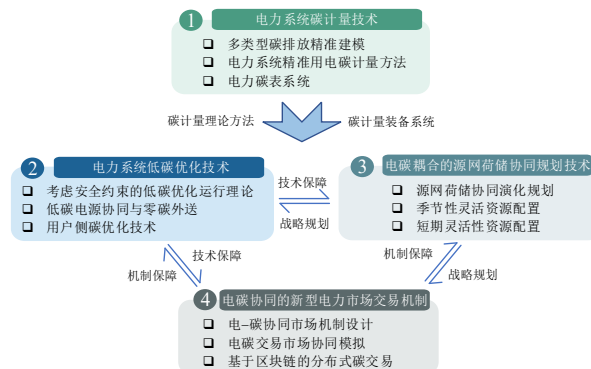 1 电力系统碳计量技术
多类型碳排放精准建模
电力系统精准用电碳计量方法
电力碳表系统
碳计量理论方法
碳计量装备系统
2 电力系统低碳优化技术
考虑安全约束的低碳优化运行理论
低碳电源协同与零碳外送
用户侧碳优化技术
技术保障
战略规划
3 电碳耦合的源网荷储协同规划技术
源网荷储协同演化规划
季节性灵活资源配置
短期灵活性资源配置
机制保障
技术保障
机制保障
战略规划
4 电碳协同的新型电力市场交易机制
电–碳协同市场机制设计
电碳交易市场协同模拟
基于区块链的分布式碳交易